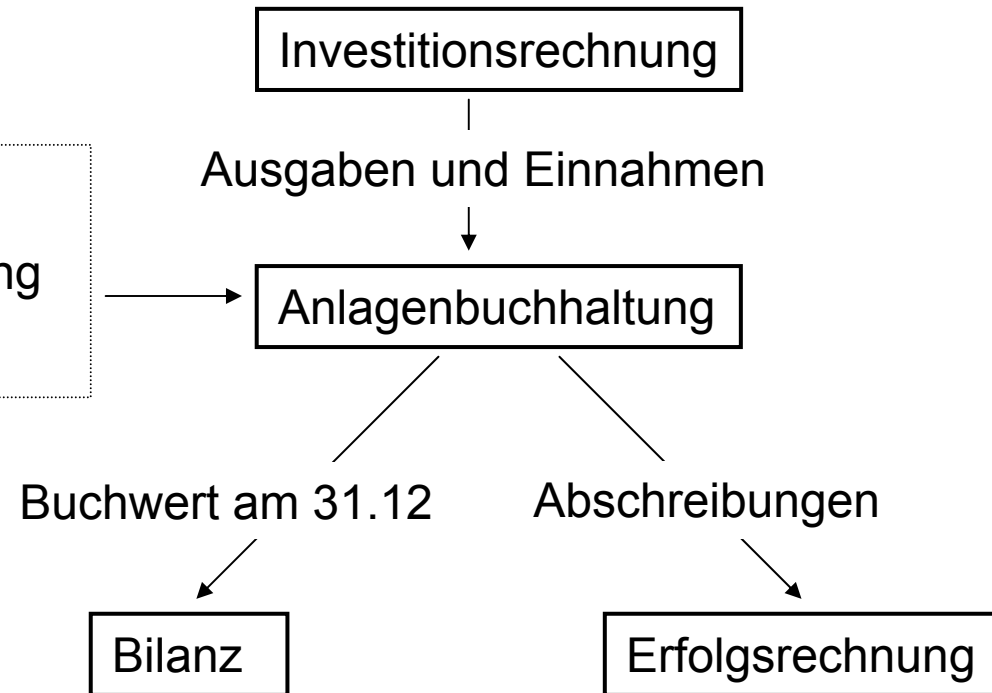 Investitionsrechnung
Ausgaben und Einnahmen
Anlagenbuchhaltung
Buchwert am 31.12
Abschreibungen
Bilanz
Erfolgsrechnung